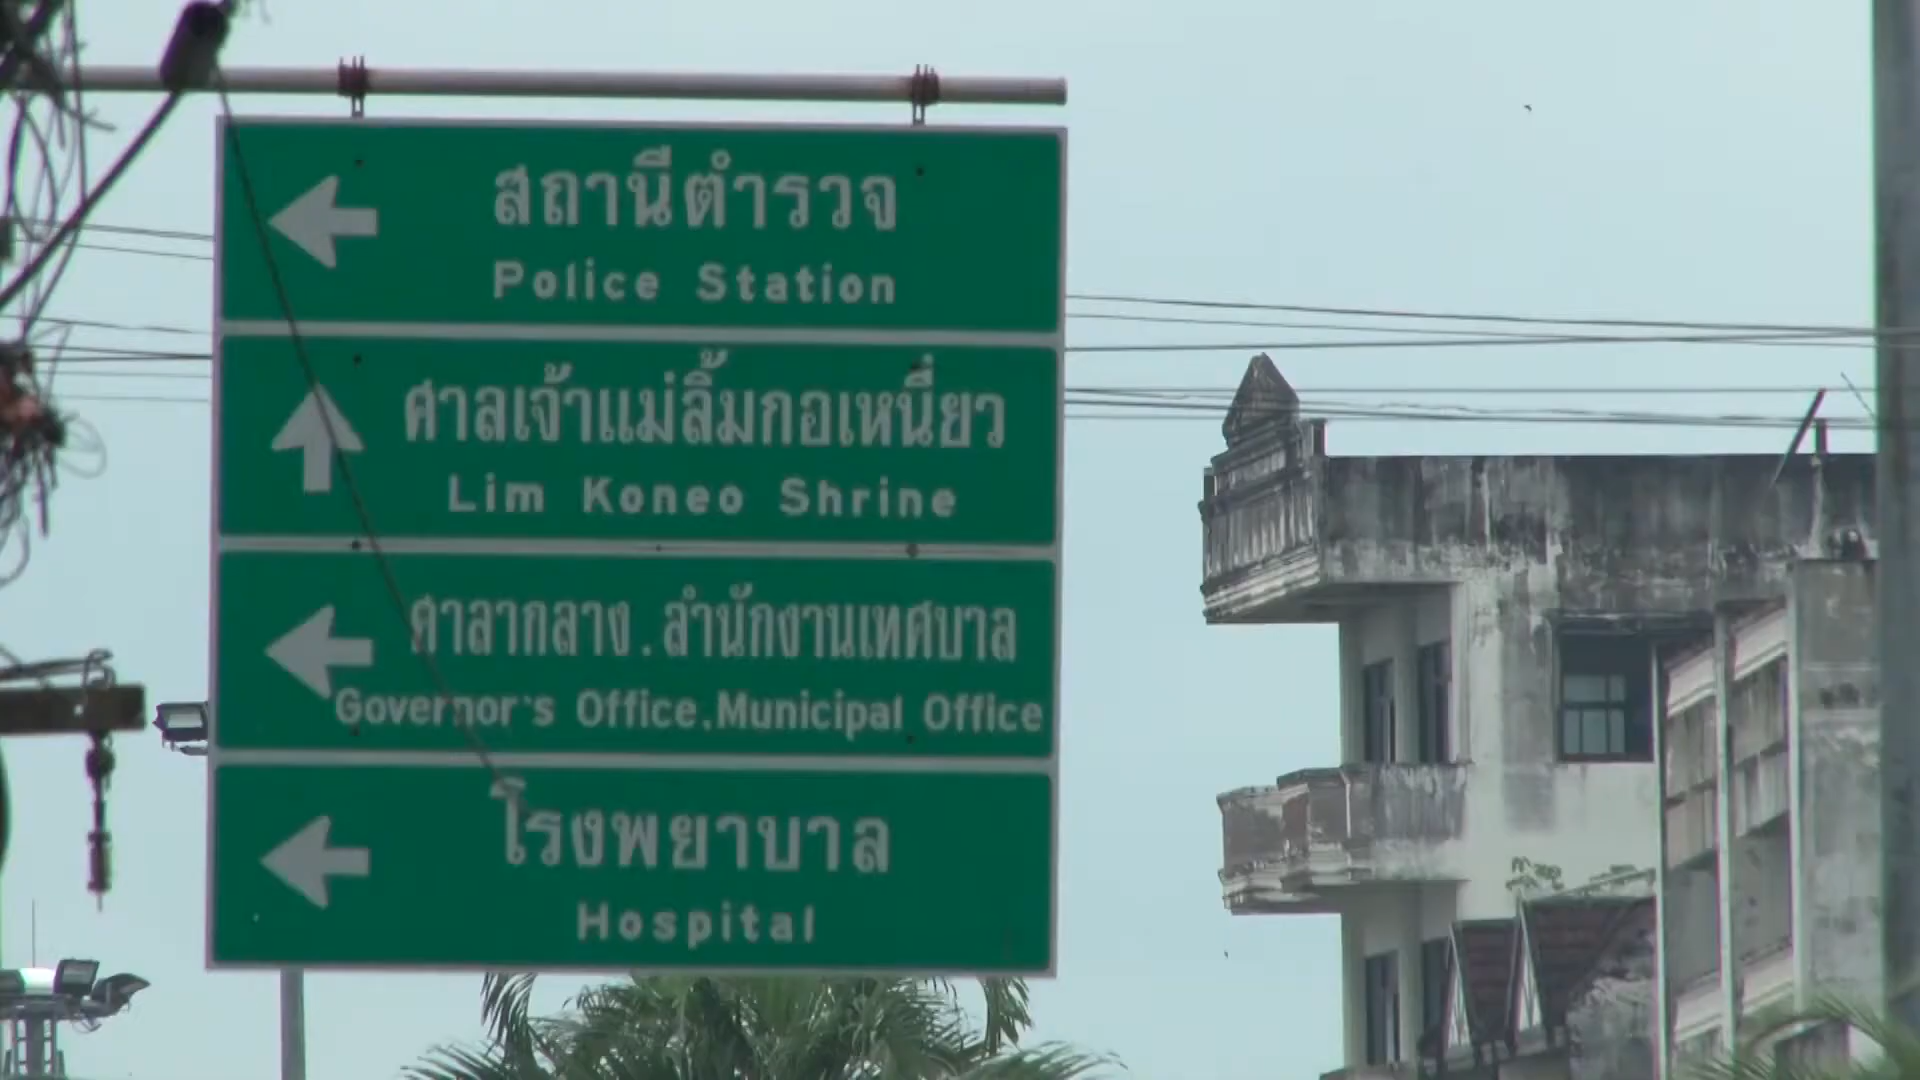 สถานีตำรวจ
Police Station
ศาลเจ้าแม่ลิ้มกอเหนี่ยว
Lim Koneo Shrine
ศาลากลาง.สำนักงานเทศบาล
Governor's Office.Municipal Office
โรงพยาบาล
Hospital